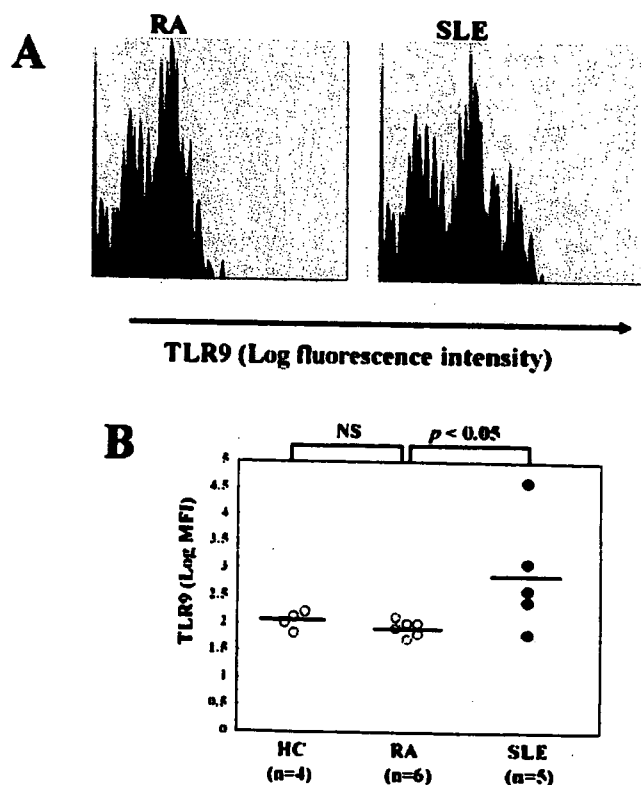 A
RA
SLE
TLR9 (Log fluorescence intensity)
B
NS
p < 0.05
TLR9 (Log MFI)
5
4.5
4
3.5
3
2.5
2
1.5
1
0.5
0
HC
RA
SLE
(n=4)
(n=6)
(n=5)